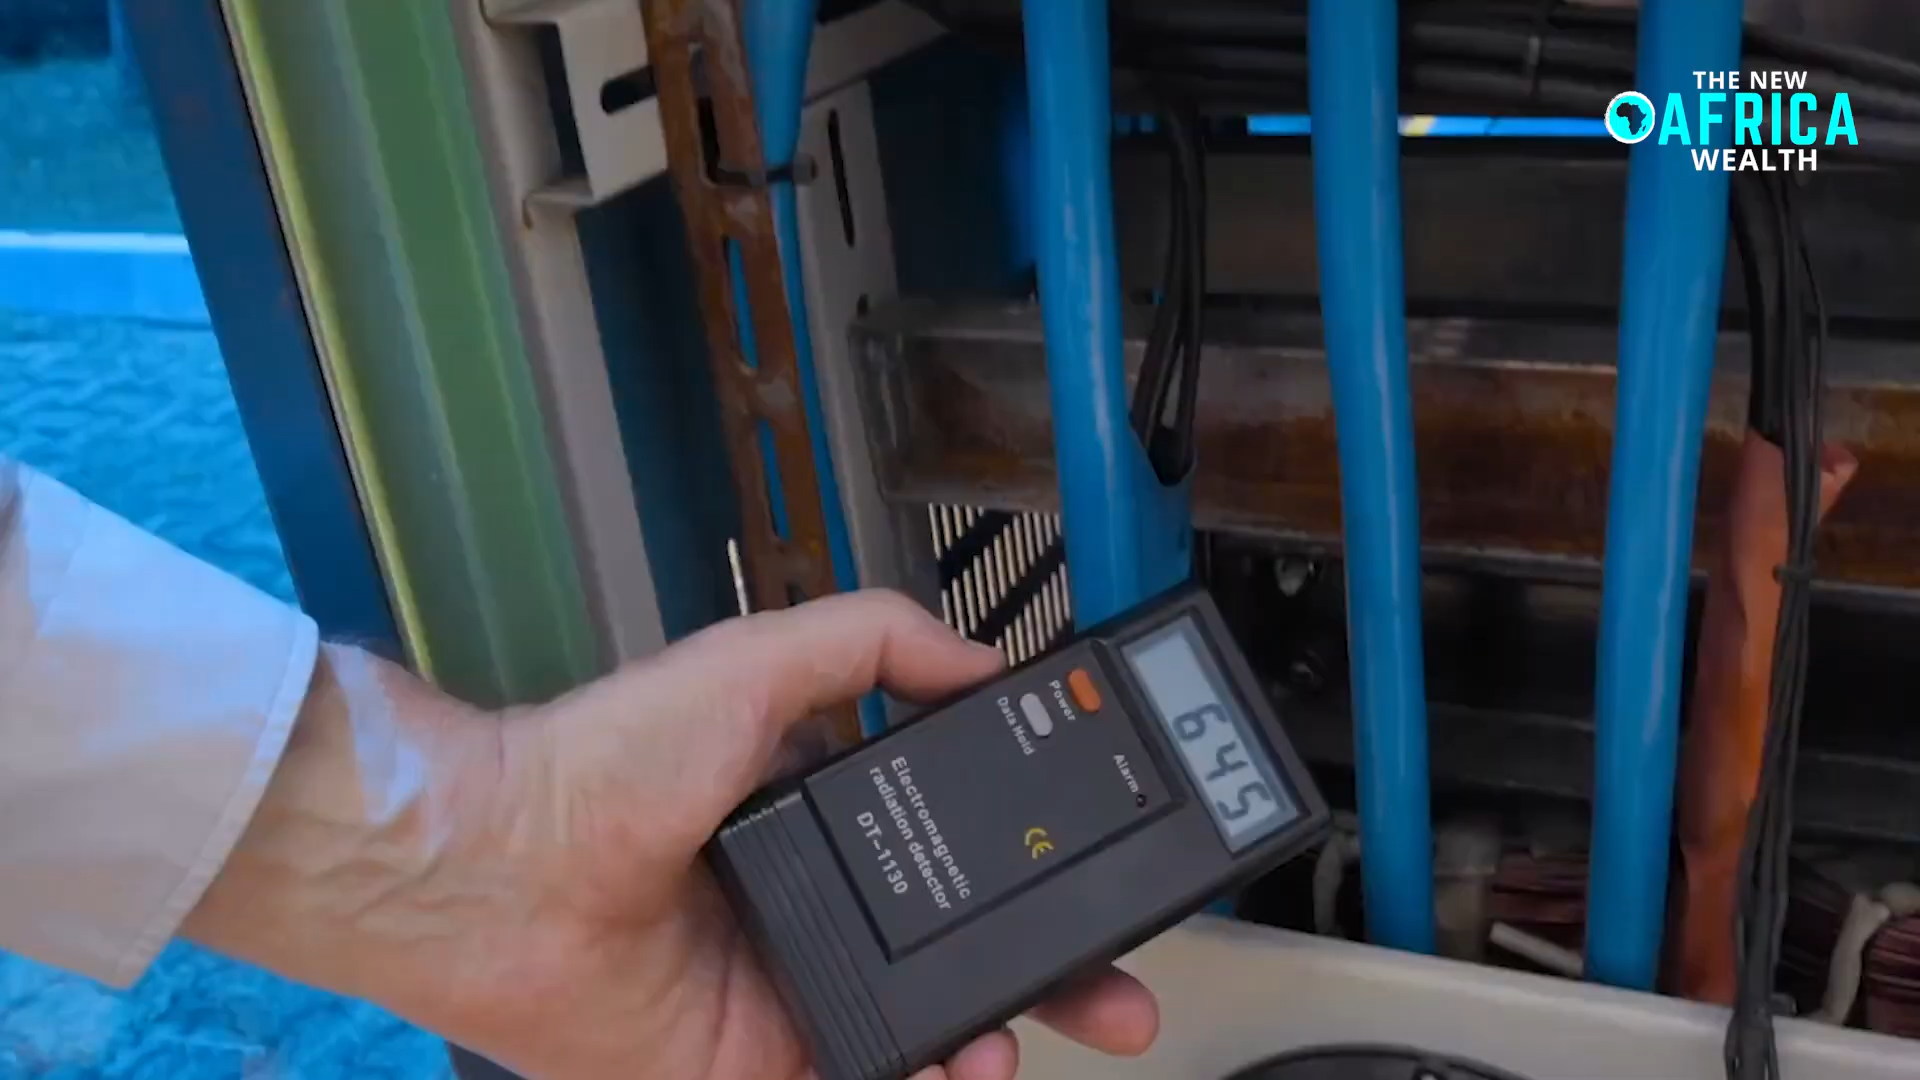 THE NEW
AFRICA
WEALTH
645
Power
Data Hold
Alarm
CE
Electromagnetic
radiation detector
DT-1130